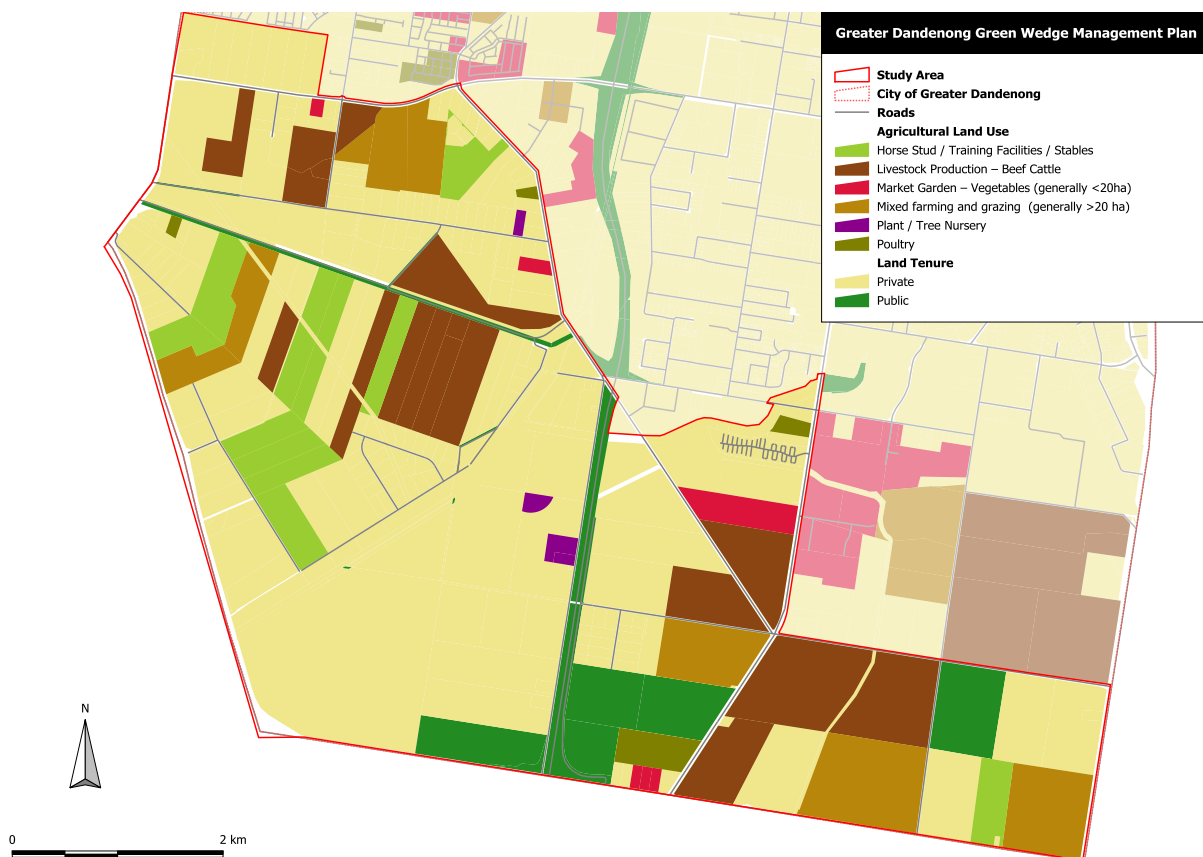 Greater Dandenong Green Wedge Management Plan
Study Area
City of Greater Dandenong
Roads
Agricultural Land Use
Horse Stud / Training Facilities / Stables
Livestock Production – Beef Cattle
Market Garden – Vegetables (generally <20ha)
Mixed farming and grazing (generally >20 ha)
Plant / Tree Nursery
Poultry
Land Tenure
Private
Public
N
0 2 km